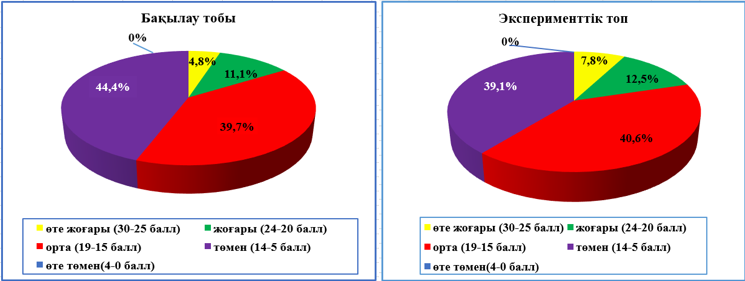 Бақылау тобы
0%
4,8%
11,1%
44,4%
39,7%
өте жоғары (30-25 балл)
жоғары (24-20 балл)
орта (19-15 балл)
төмен (14-5 балл)
өте төмен(4-0 балл)
Эксперименттік топ
0%
7,8%
12,5%
39,1%
40,6%
өте жоғары (30-25 балл)
жоғары (24-20 балл)
орта (19-15 балл)
төмен (14-5 балл)
өте төмен(4-0 балл)